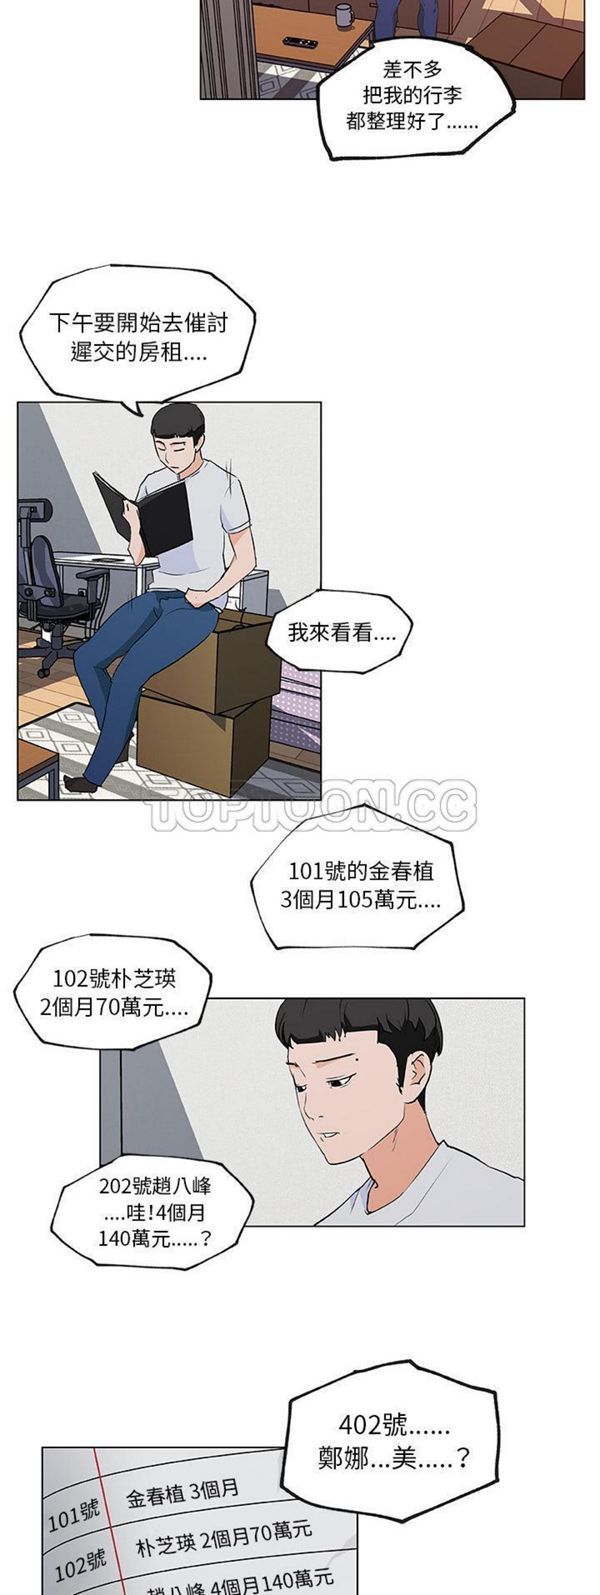 差不多
把我的行李
都整理好了......
下午要開始去催討
遲交的房租....
我來看看....
TOPTOON.CC
101號的金春植
3個月105萬元....
102號朴芝瑛
2個月70萬元....
202號趙八峰
....哇!4個月
140萬元.....?
402號......
鄭娜...美.....?
101號 金春植 3個月
102號 朴芝瑛 2個月70萬元
趙八峰 4個月140萬元